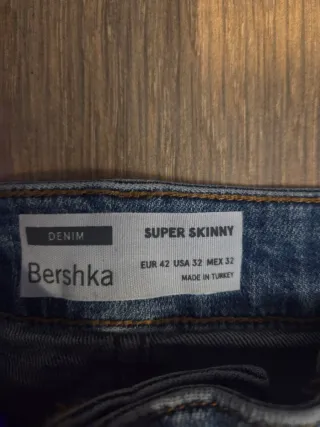 DENIM
SUPER SKINNY
Bershka
EUR 42 USA 32 MEX 32
MADE IN TURKEY